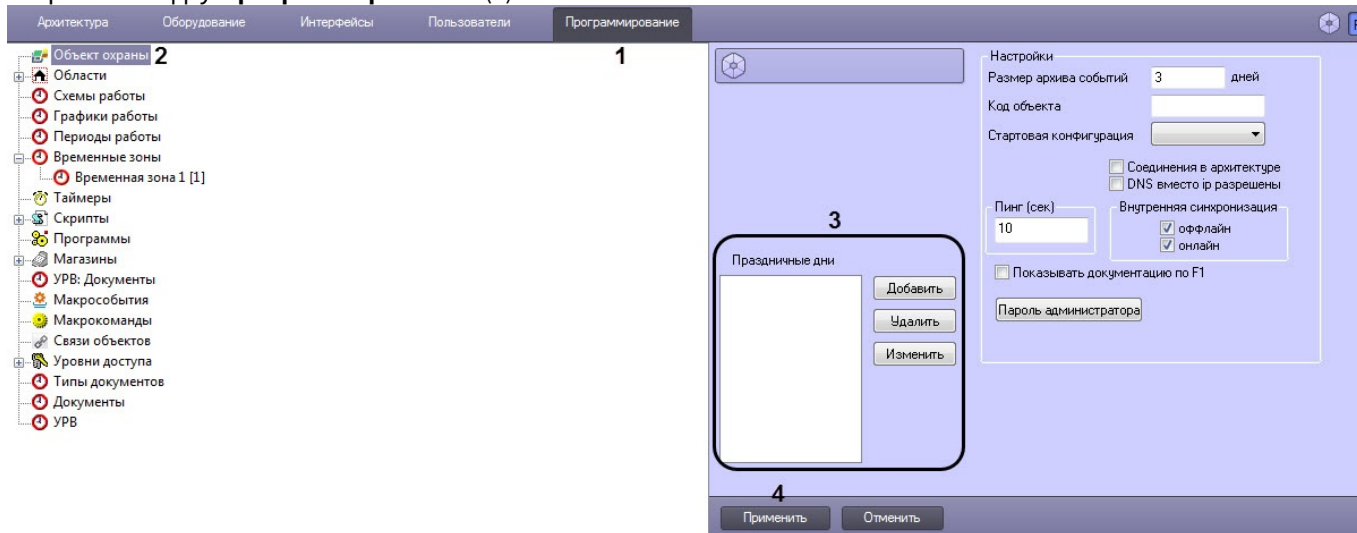 Архитектура Оборудование Интерфейсы Пользователи Программирование
1
Объект охраны 2
Области
Схемы работы
Графики работы
Периоды работы
Временные зоны
Временная зона 1 [1]
Таймеры
Скрипты
Программы
Магазины
УРВ: Документы
Макрособытия
Макрокоманды
Связи объектов
Уровни доступа
Типы документов
Документы
УРВ
3
Праздничные дни
Добавить
Удалить
Изменить
Настройки
Размер архива событий 3 дней
Код объекта
Стартовая конфигурация
Соединения в архитектуре
DNS вместо ip разрешены
Пинг (сек)
10
Внутренняя синхронизация
оффлайн
онлайн
Показывать документацию по F1
Пароль администратора
4
Применить Отменить